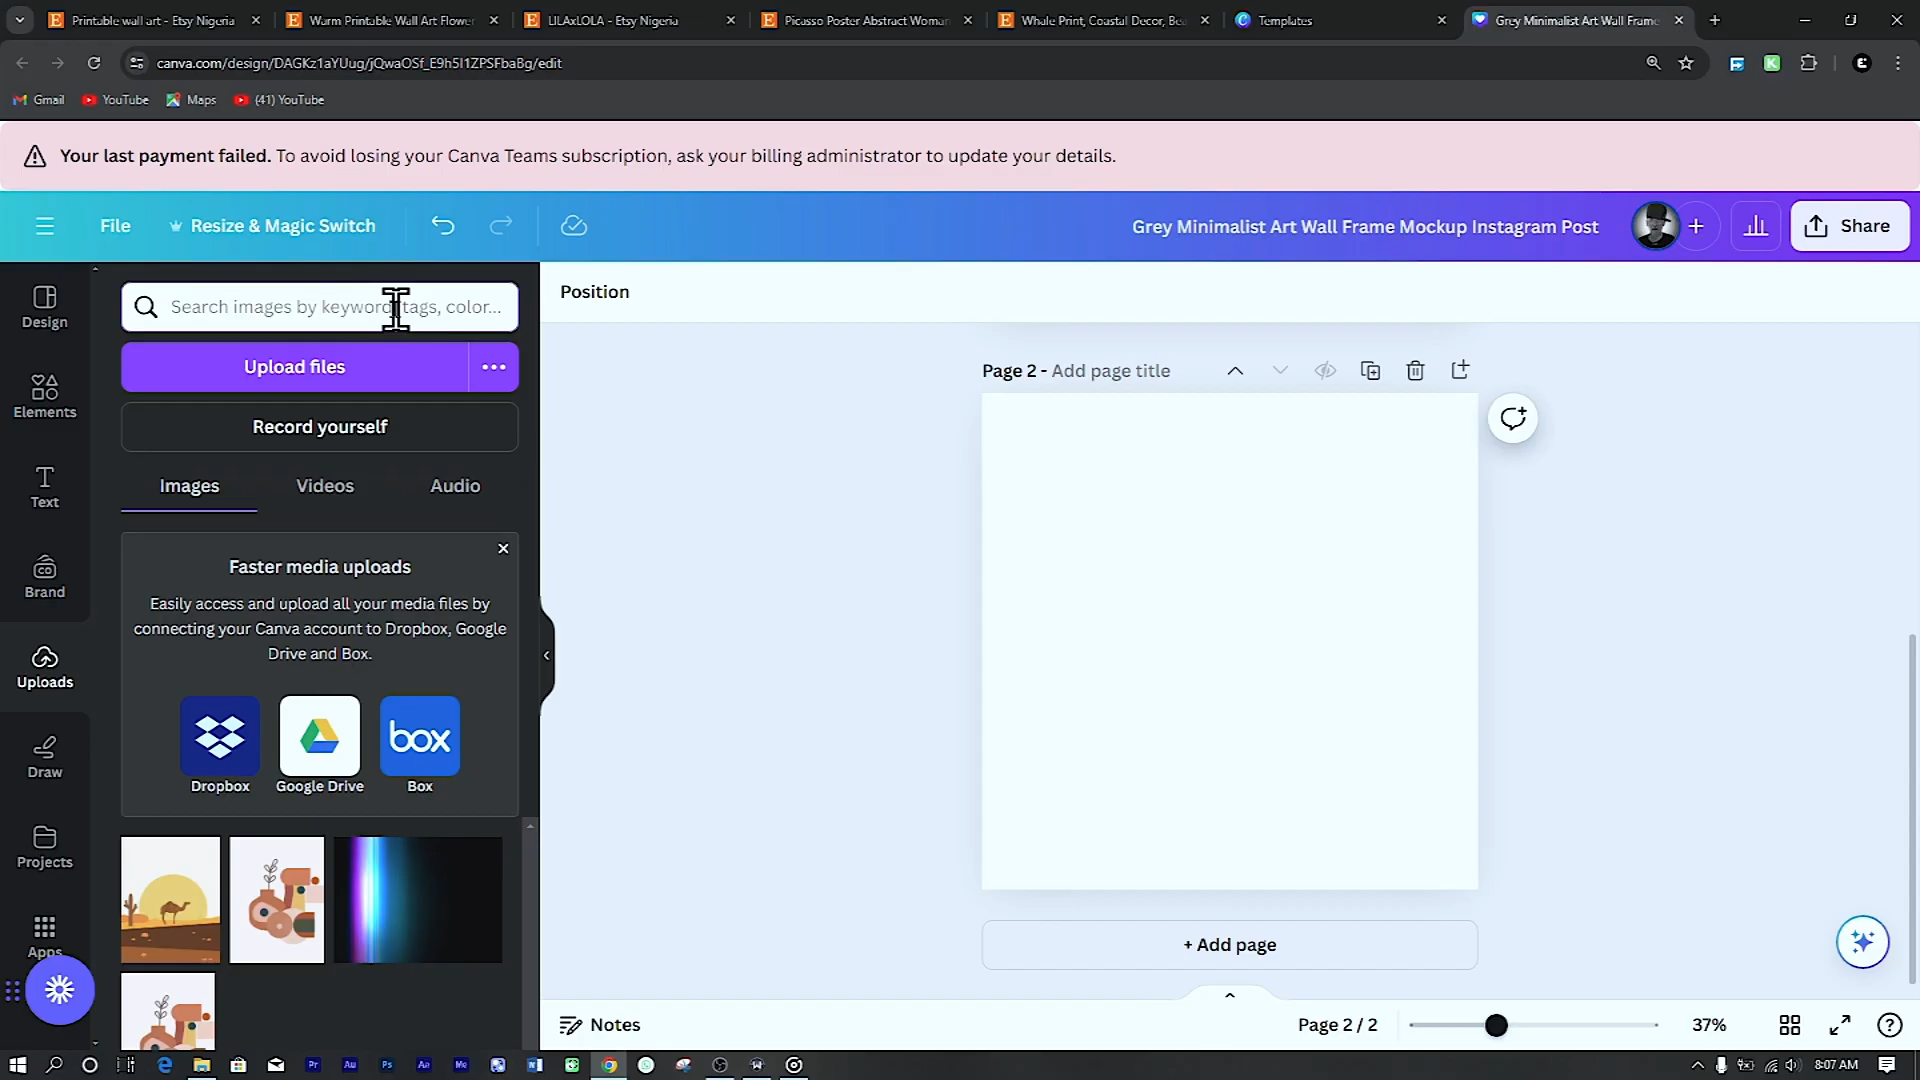 Printable wall art - Etsy Nigeria
Warm Printable Wall Art Flower
LILAxLOLA - Etsy Nigeria
Picasso Poster Abstract Woman
Whale Print, Coastal Decor, Bea
Templates
Grey Minimalist Art Wall Frame
canva.com/design/DAGKz1aYUug/jQwaOSf_E9h5I1ZPSFbaBg/edit
Gmail
YouTube
Maps
(41) YouTube
Your last payment failed. To avoid losing your Canva Teams subscription, ask your billing administrator to update your details.
File
Resize & Magic Switch
Grey Minimalist Art Wall Frame Mockup Instagram Post
Share
Design
Elements
Text
Brand
Uploads
Draw
Projects
Apps
Search images by keyword, tags, color...
Upload files
Record yourself
Images
Videos
Audio
Faster media uploads
Easily access and upload all your media files by
connecting your Canva account to Dropbox, Google
Drive and Box.
box
Dropbox
Google Drive
Box
Position
Page 2 - Add page title
+ Add page
Notes
Page 2 / 2
37%
8:07 AM